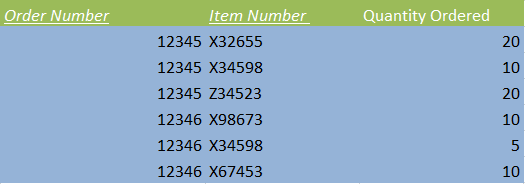 Order Number Item Number Quantity Ordered
12345 X32655 20
12345 X34598 10
12345 Z34523 20
12346 X98673 10
12346 X34598 5
12346 X67453 10